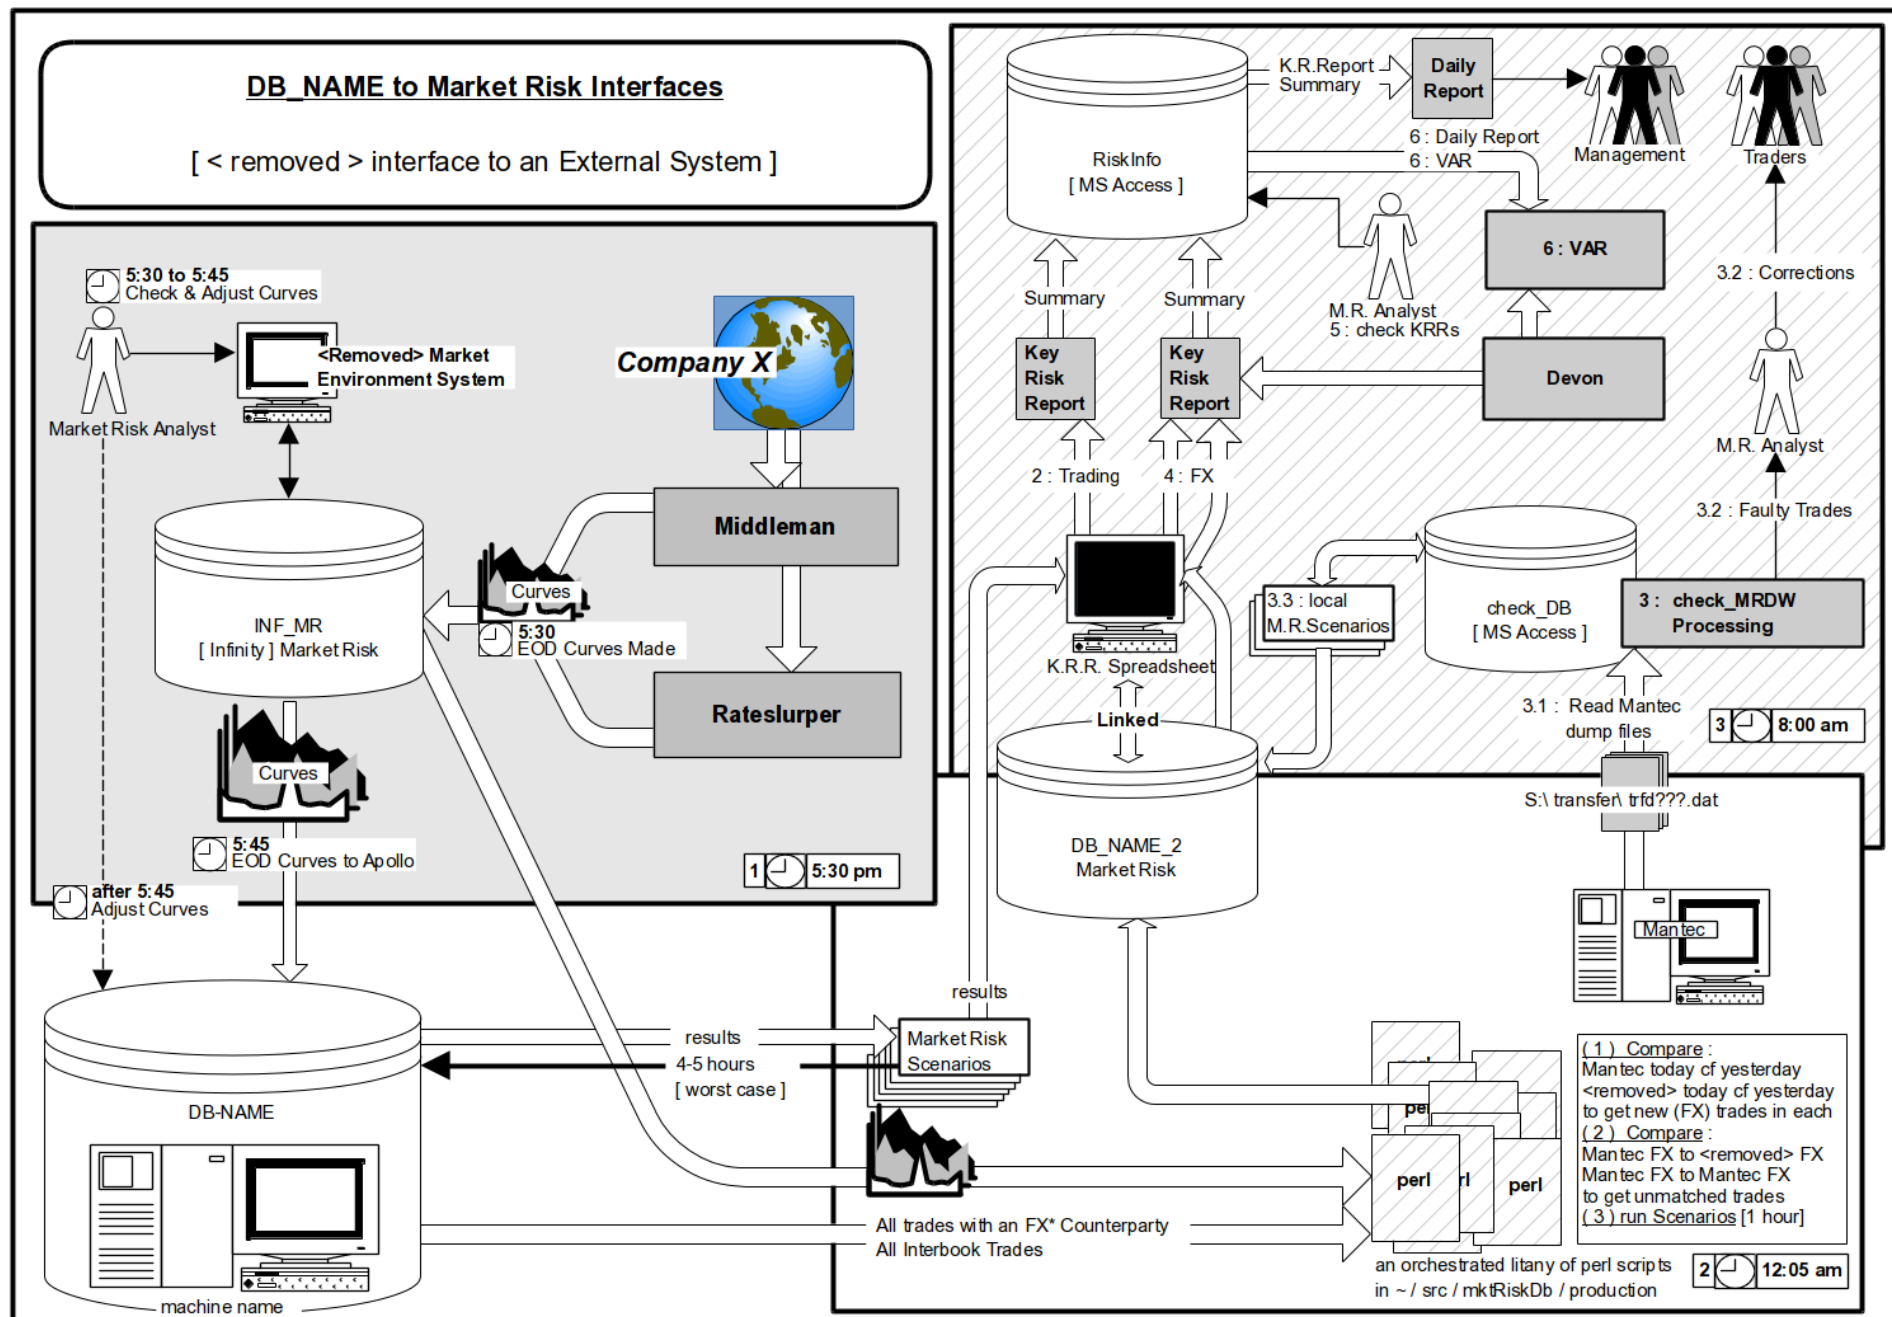 DB_NAME to Market Risk Interfaces
[ < removed > interface to an External System ]
5:30 to 5:45
Check & Adjust Curves
<Removed> Market
Environment System
Market Risk Analyst
Company X
Middleman
Curves
5:30
EOD Curves Made
Rateslurper
INF_MR
[ Infinity ] Market Risk
Curves
5:45
EOD Curves to Apollo
1
5:30 pm
after 5:45
Adjust Curves
K.R.Report
Summary
Daily
Report
Management
Traders
RiskInfo
[ MS Access ]
6 : Daily Report
6 : VAR
6 : VAR
3.2 : Corrections
Summary
Summary
M.R. Analyst
5 : check KRRs
Key
Risk
Report
Key
Risk
Report
Devon
M.R. Analyst
2 : Trading
4 : FX
3.2 : Faulty Trades
3.3 : local
M.R.Scenarios
check_DB
[ MS Access ]
3 : check_MRDW
Processing
K.R.R. Spreadsheet
Linked
3.1 : Read Mantec
dump files
3
8:00 am
S:\ transfer\ trfd???.dat
DB_NAME_2
Market Risk
Mantec
results
results
4-5 hours
[ worst case ]
Market Risk
Scenarios
DB-NAME
machine name
All trades with an FX* Counterparty
All Interbook Trades
perl
perl
( 1 ) Compare :
Mantec today cf yesterday
<removed> today cf yesterday
to get new (FX) trades in each
( 2 ) Compare :
Mantec FX to <removed> FX
Mantec FX to Mantec FX
to get unmatched trades
( 3 ) run Scenarios [1 hour]
an orchestrated litany of perl scripts
in ~ / src / mktRiskDb / production
2
12:05 am